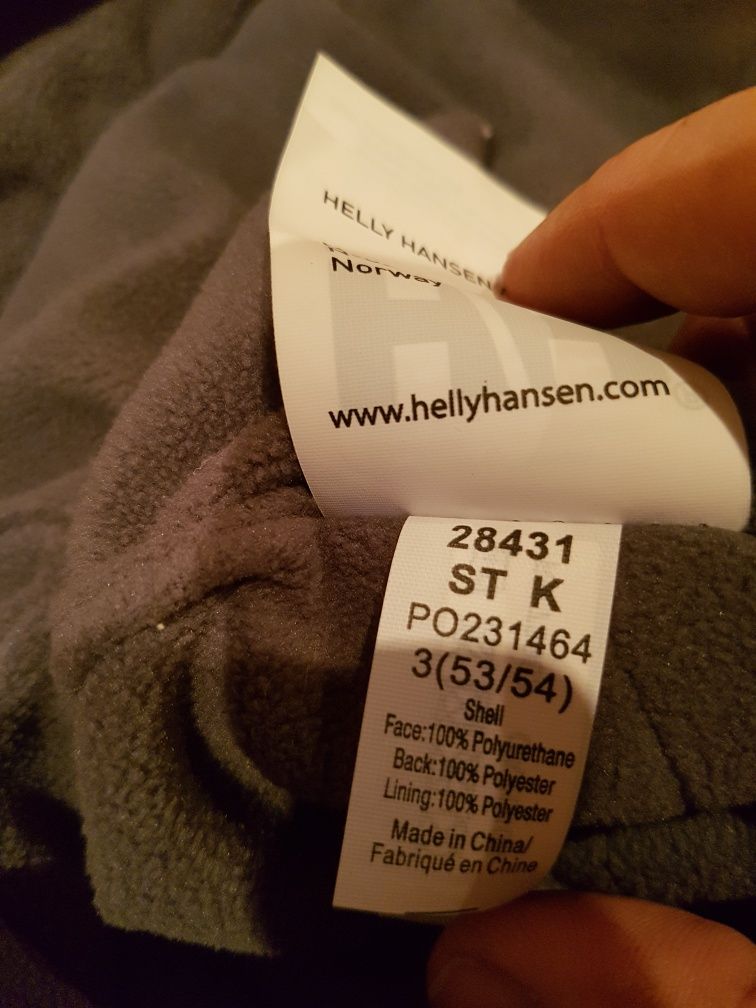 HELLY HANSEN
Norway
HH
www.hellyhansen.com
28431
ST K
PO231464
3(53/54)
Shell
Face:100% Polyurethane
Back:100% Polyester
Lining:100% Polyester
Made in China/
Fabriqué en Chine